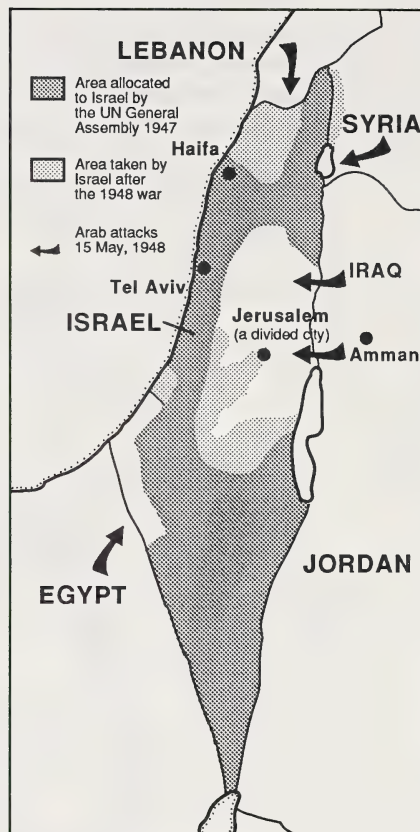 LEBANON
Area allocated
to Israel by
the UN General
Assembly 1947
SYRIA
Haifa
Area taken by
Israel after
the 1948 war
Arab attacks
15 May, 1948
IRAQ
Tel Aviv
Jerusalem
(a divided city)
ISRAEL
Amman
JORDAN
EGYPT